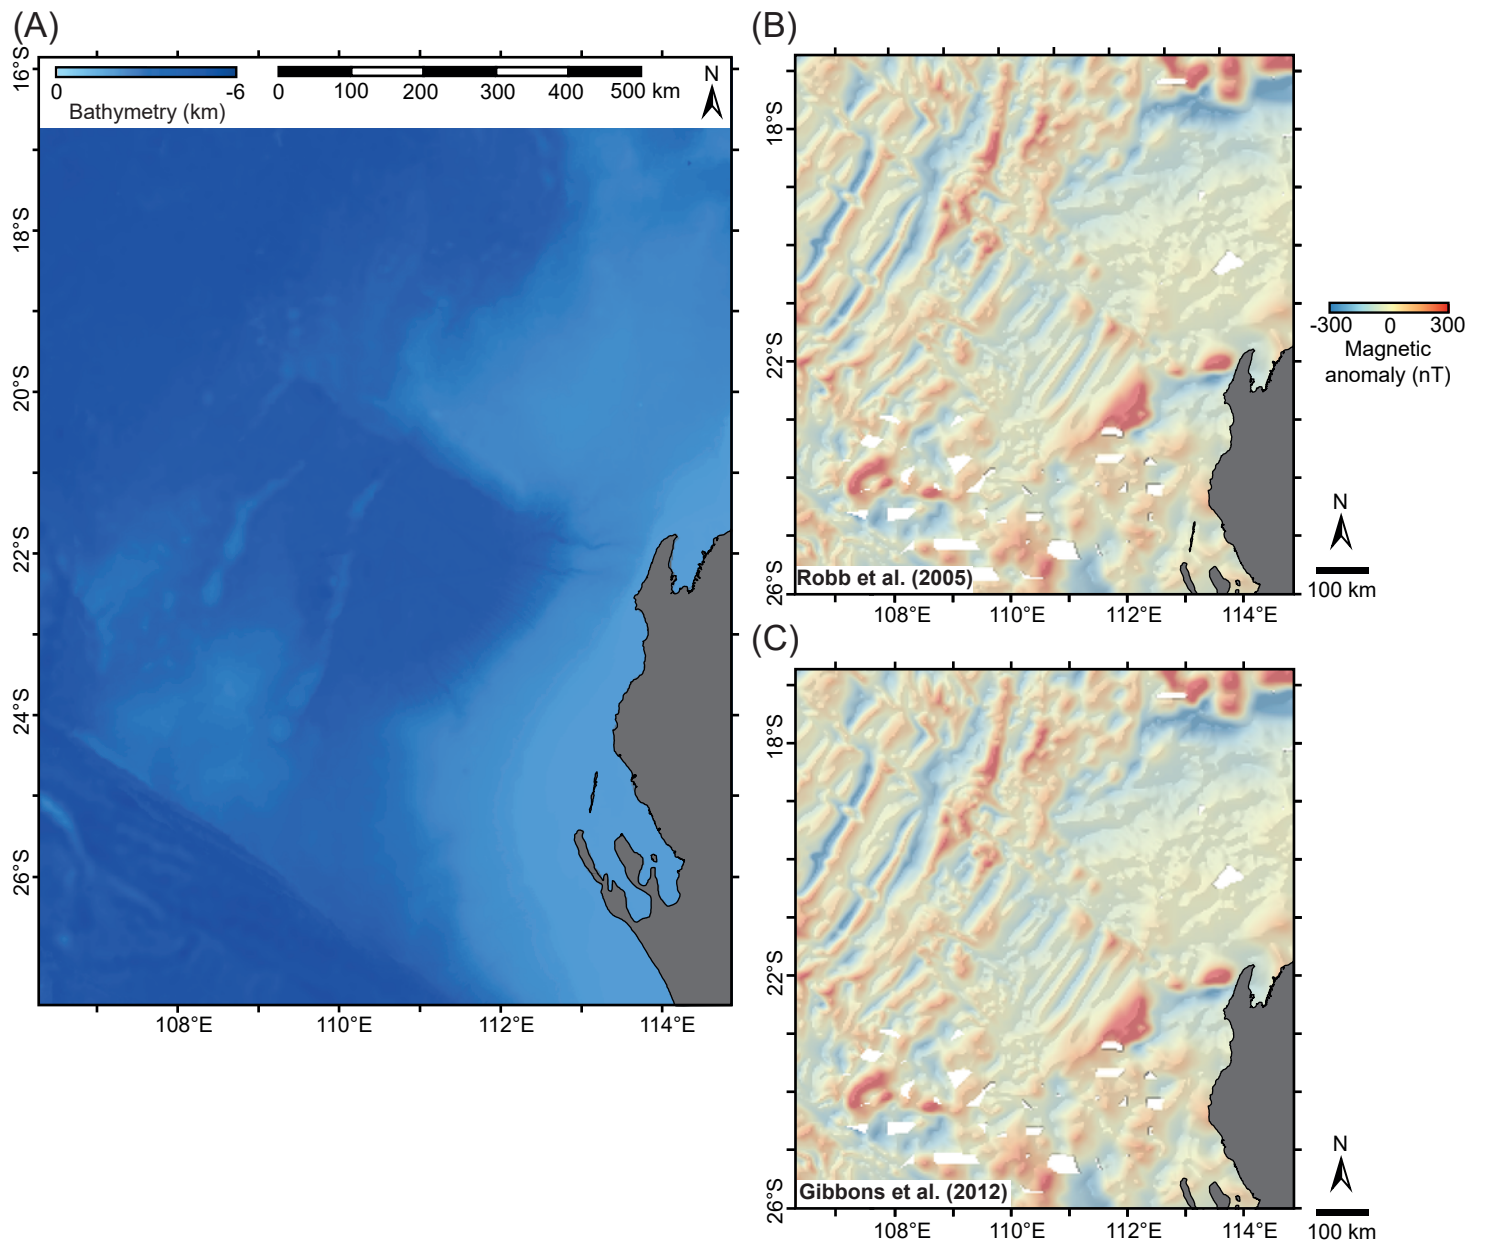 (A)
0 -6
Bathymetry (km)
0 100 200 300 400 500 km
N
16°S
18°S
20°S
22°S
24°S
26°S
108°E 110°E 112°E 114°E
(B)
18°S
22°S
26°S
Robb et al. (2005)
108°E 110°E 112°E 114°E
-300 0 300
Magnetic
anomaly (nT)
N
100 km
(C)
18°S
22°S
26°S
Gibbons et al. (2012)
108°E 110°E 112°E 114°E
N
100 km